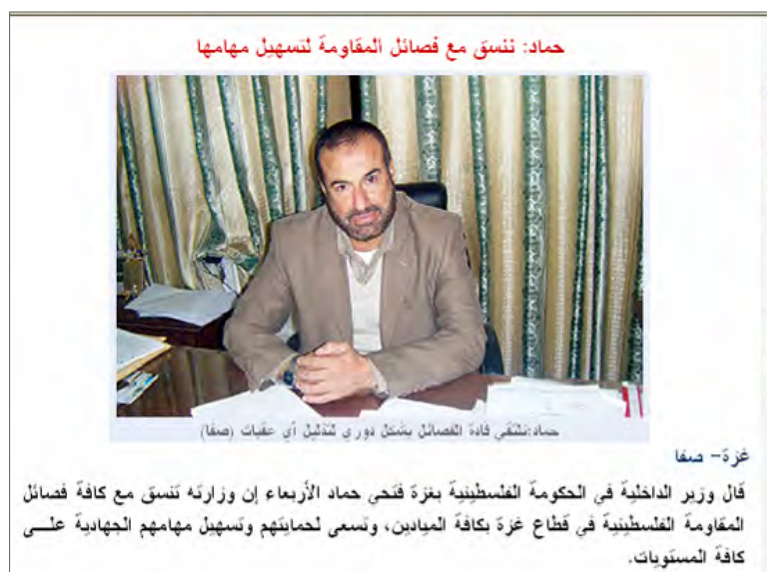 حماد: ننسق مع فصائل المقاومة لتسهيل مهامها
حماد:نلتقي قادة الفصائل بشكل دوري لتذليل أي عقبات (صفا)
غزة- صفا
قال وزير الداخلية في الحكومة الفلسطينية بغزة فتحي حماد الأربعاء إن وزارته تنسق مع كافة فصائل
المقاومة الفلسطينية في قطاع غزة بكافة الميادين، وتسعى لحمايتهم وتسهيل مهامهم الجهادية علـــى
كافة المستويات.